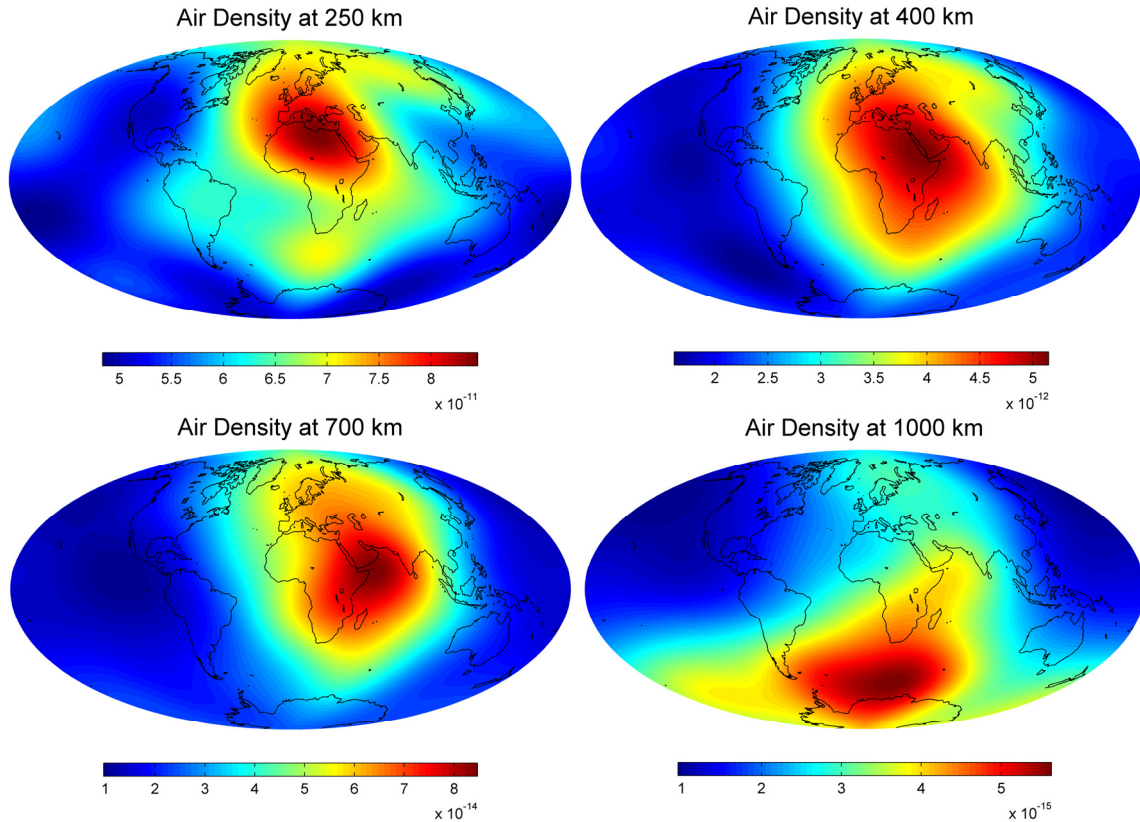 Air Density at 250 km
Air Density at 400 km
5 5.5 6 6.5 7 7.5 8
x 10-11
2 2.5 3 3.5 4 4.5 5
x 10-12
Air Density at 700 km
Air Density at 1000 km
1 2 3 4 5 6 7 8
x 10-14
1 2 3 4 5
x 10-15